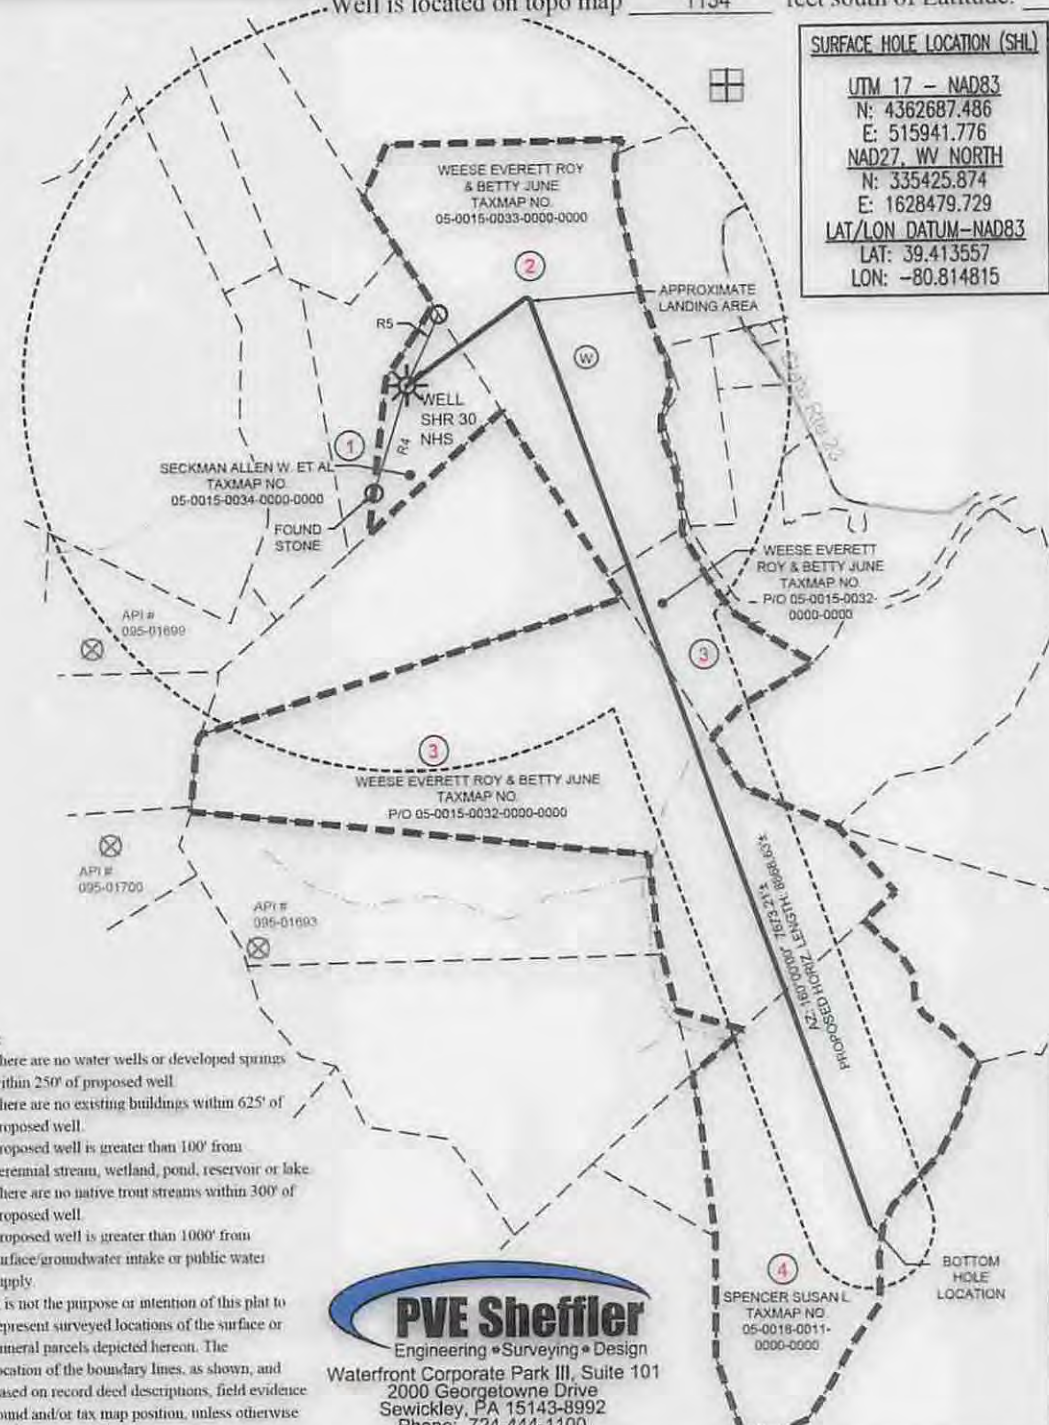 Well is located on topo map 1134 feet south of Latitude:
SURFACE HOLE LOCATION (SHL)
UTM 17 - NAD83
N: 4362687.486
E: 515941.776
NAD27, WV NORTH
N: 335425.874
E: 1628479.729
LAT/LON DATUM-NAD83
LAT: 39.413557
LON: -80.814815
WEESE EVERETT ROY
& BETTY JUNE
TAXMAP NO.
05-0015-0033-0000-0000
2
APPROXIMATE
LANDING AREA
R5
W
WELL
SHR 30
NHS
R4
1
SECKMAN ALLEN W. ET AL
TAXMAP NO.
05-0015-0034-0000-0000
FOUND
STONE
WEESE EVERETT
ROY & BETTY JUNE
TAXMAP NO.
P/O 05-0015-0032-
0000-0000
API #
095-01699
3
3
WEESE EVERETT ROY & BETTY JUNE
TAXMAP NO.
P/O 05-0015-0032-0000-0000
API #
095-01700
API #
095-01693
AZ: 160°00'00" 7673.21'±
PROPOSED HORIZ. LENGTH: 8668.63'±
here are no water wells or developed springs
ithin 250' of proposed well.
here are no existing buildings within 625' of
roposed well.
roposed well is greater than 100' from
erennial stream, wetland, pond, reservoir or lake.
here are no native trout streams within 300' of
roposed well.
roposed well is greater than 1000' from
urface/groundwater intake or public water
upply.
is not the purpose or intention of this plat to
epresent surveyed locations of the surface or
ineral parcels depicted hereon. The
ocation of the boundary lines, as shown, and
ased on record deed descriptions, field evidence
ound and/or tax map position, unless otherwise
4
SPENCER SUSAN L
TAXMAP NO.
05-0018-0011-
0000-0000
BOTTOM
HOLE
LOCATION
PVE Sheffler
Engineering • Surveying • Design
Waterfront Corporate Park III, Suite 101
2000 Georgetowne Drive
Sewickley, PA 15143-8992
Phone: 724-444-1100